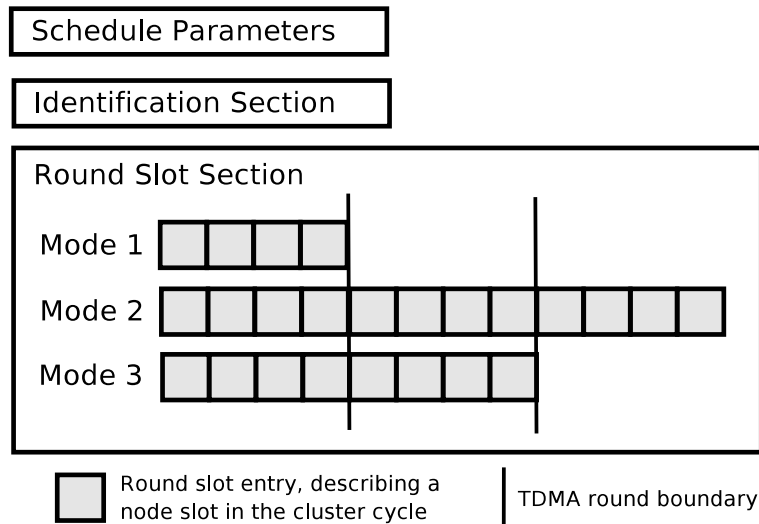 Schedule Parameters
Identification Section
Round Slot Section
Mode 1
Mode 2
Mode 3
Round slot entry, describing a
node slot in the cluster cycle
TDMA round boundary